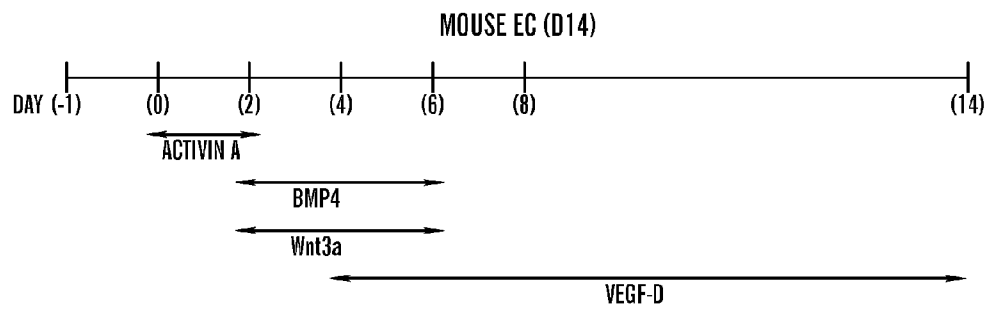 MOUSE EC (D14)
DAY (-1) (0) (2) (4) (6) (8) (14)
ACTIVIN A
BMP4
Wnt3a
VEGF-D